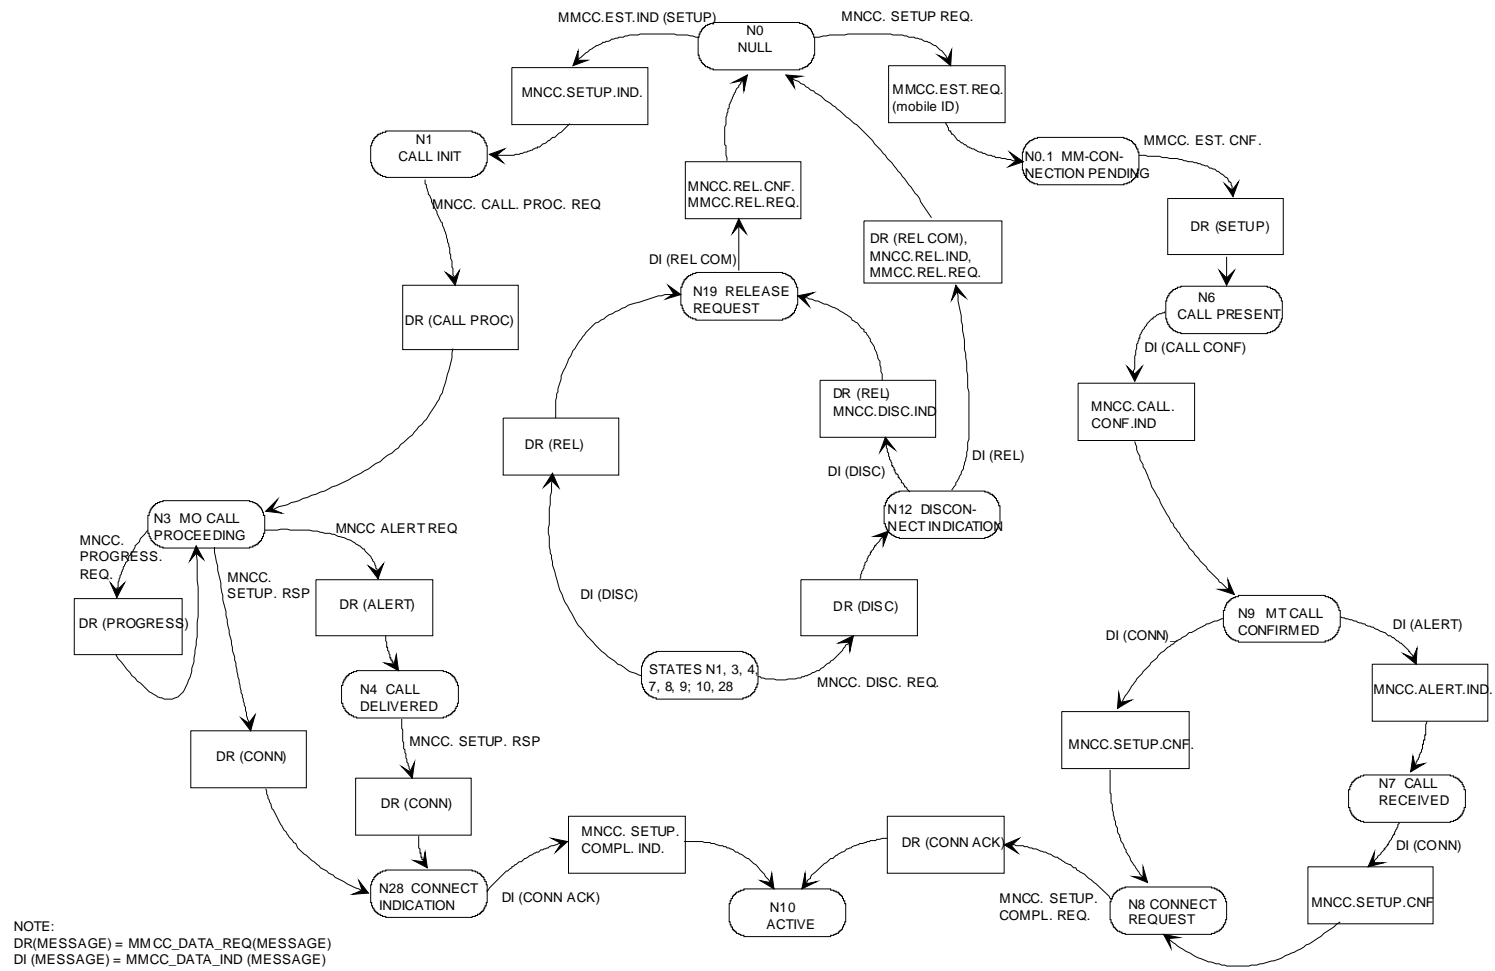 MMCC.EST.IND (SETUP)
N0
NULL
MNCC. SETUP REQ.
MNCC.SETUP.IND.
MMCC.EST.REQ.
(mobile ID)
N1
CALL INIT
N0.1 MM-CON-
NECTION PENDING
MMCC. EST. CNF.
MNCC. CALL. PROC. REQ
MNCC.REL.CNF.
MMCC.REL.REQ.
DR (SETUP)
DR (REL COM),
MNCC.REL.IND,
MMCC.REL.REQ.
DI (REL COM)
N19 RELEASE
REQUEST
N6
CALL PRESENT
DR (CALL PROC)
DI (CALL CONF)
DR (REL)
MNCC.DISC.IND
MNCC.CALL.
CONF.IND
DR (REL)
DI (DISC)
DI (REL)
N3 MO CALL
PROCEEDING
N12 DISCON-
NECT INDICATION
MNCC ALERT REQ
MNCC.
PROGRESS.
REQ.
MNCC.
SETUP. RSP
DI (DISC)
DR (PROGRESS)
DR (ALERT)
DR (DISC)
N9 MT CALL
CONFIRMED
DI (CONN)
DI (ALERT)
STATES N1, 3, 4,
7, 8, 9; 10, 28
MNCC. DISC. REQ.
N4 CALL
DELIVERED
MNCC.ALERT.IND.
MNCC. SETUP. RSP
MNCC.SETUP.CNF.
DR (CONN)
DR (CONN)
N7 CALL
RECEIVED
MNCC. SETUP.
COMPL. IND.
DR (CONN ACK)
DI (CONN)
N28 CONNECT
INDICATION
DI (CONN ACK)
N10
ACTIVE
MNCC. SETUP.
COMPL. REQ.
N8 CONNECT
REQUEST
MNCC.SETUP.CNF
NOTE:
DR(MESSAGE) = MMCC_DATA_REQ(MESSAGE)
DI (MESSAGE) = MMCC_DATA_IND (MESSAGE)